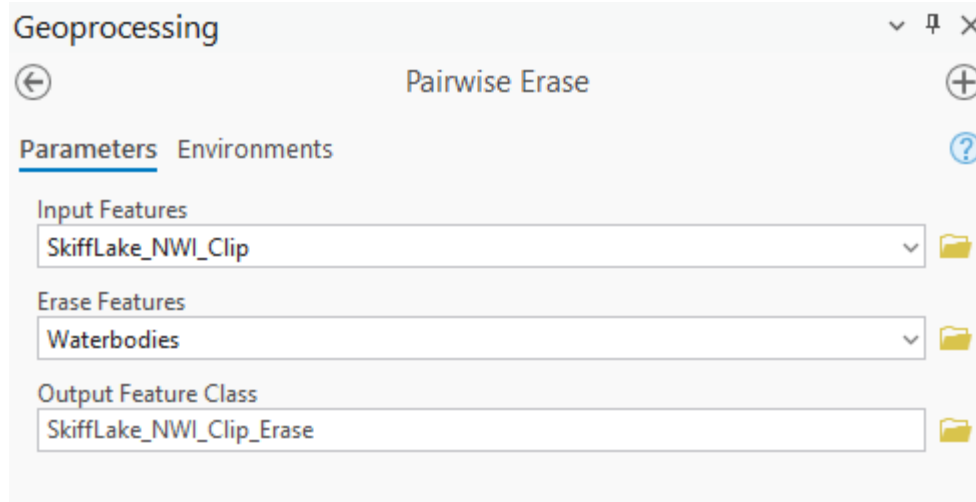 Geoprocessing
Pairwise Erase
Parameters Environments
Input Features
SkiffLake_NWI_Clip
Erase Features
Waterbodies
Output Feature Class
SkiffLake_NWI_Clip_Erase